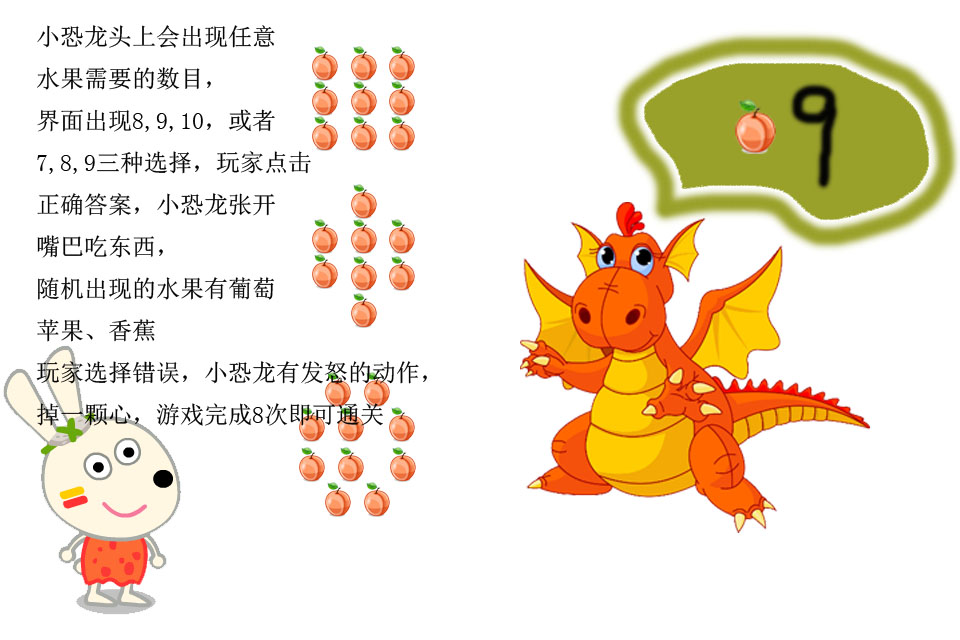 小恐龙头上会出现任意
水果需要的数目，
界面出现8,9,10，或者
7,8,9三种选择，玩家点击
正确答案，小恐龙张开
嘴巴吃东西，
随机出现的水果有葡萄
苹果、香蕉
玩家选择错误，小恐龙有发怒的动作，
掉一颗心，游戏完成8次即可通关
9